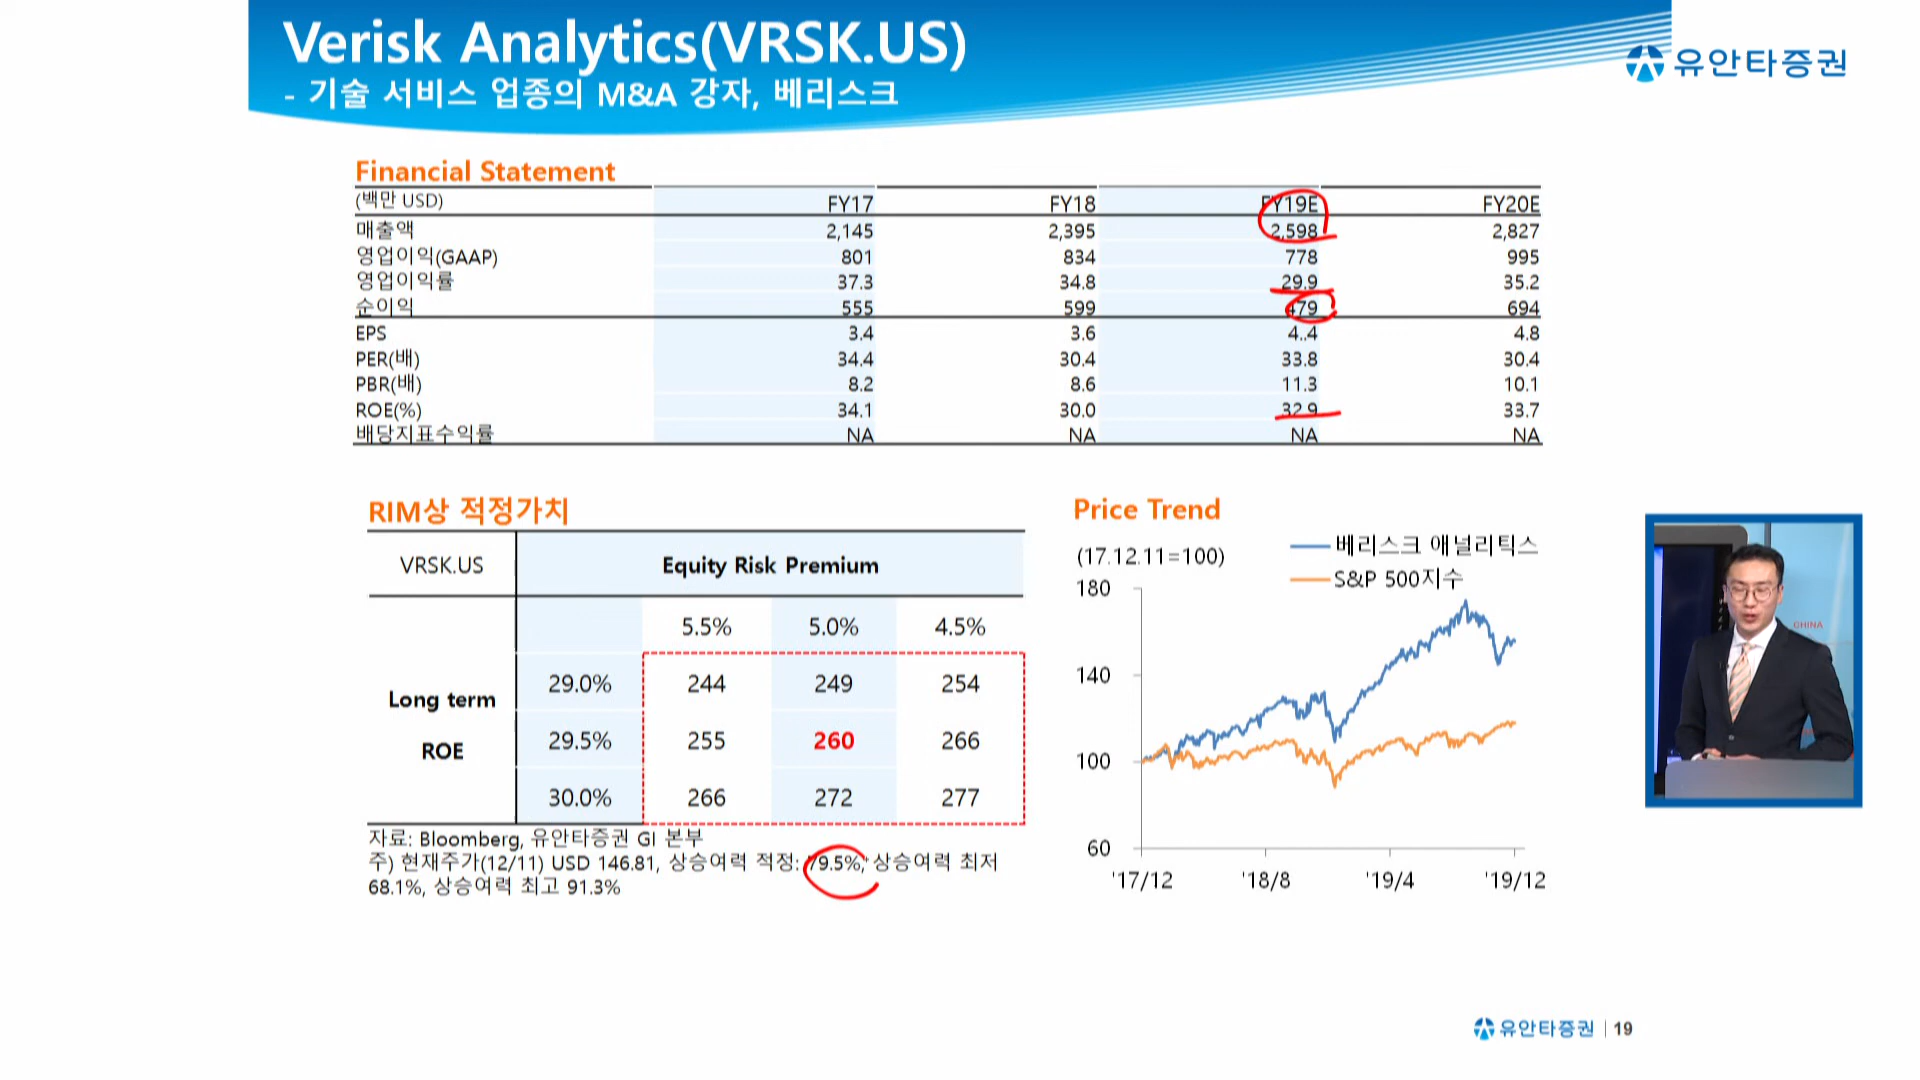 Verisk Analytics(VRSK.US)
- 기술 서비스 업종의 M&A 강자, 베리스크
유안타증권
Financial Statement
(백만 USD) FY17 FY18 FY19E FY20E
매출액 2,145 2,395 2,598 2,827
영업이익(GAAP) 801 834 778 995
영업이익률 37.3 34.8 29.9 35.2
순이익 555 599 479 694
EPS 3.4 3.6 4..4 4.8
PER(배) 34.4 30.4 33.8 30.4
PBR(배) 8.2 8.6 11.3 10.1
ROE(%) 34.1 30.0 32.9 33.7
배당지표수익률 NA NA NA NA
RIM상 적정가치
VRSK.US Equity Risk Premium
5.5% 5.0% 4.5%
Long term ROE
29.0% 244 249 254
29.5% 255 260 266
30.0% 266 272 277
자료: Bloomberg, 유안타증권 GI 본부
주) 현재주가(12/11) USD 146.81, 상승여력 적정: 79.5%, 상승여력 최저
68.1%, 상승여력 최고 91.3%
Price Trend
(17.12.11=100)
베리스크 애널리틱스
S&P 500지수
180
140
100
60
'17/12 '18/8 '19/4 '19/12
CHINA
유안타증권 | 19